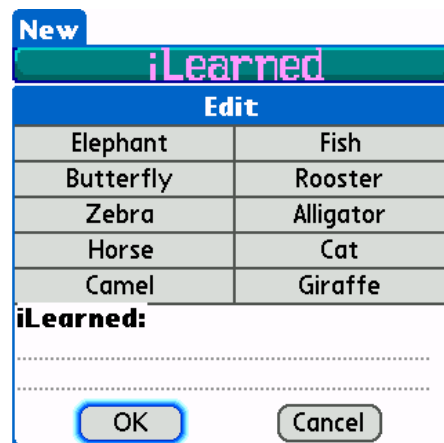 New
iLearned
Edit
Elephant Fish
Butterfly Rooster
Zebra Alligator
Horse Cat
Camel Giraffe
iLearned:
OK Cancel